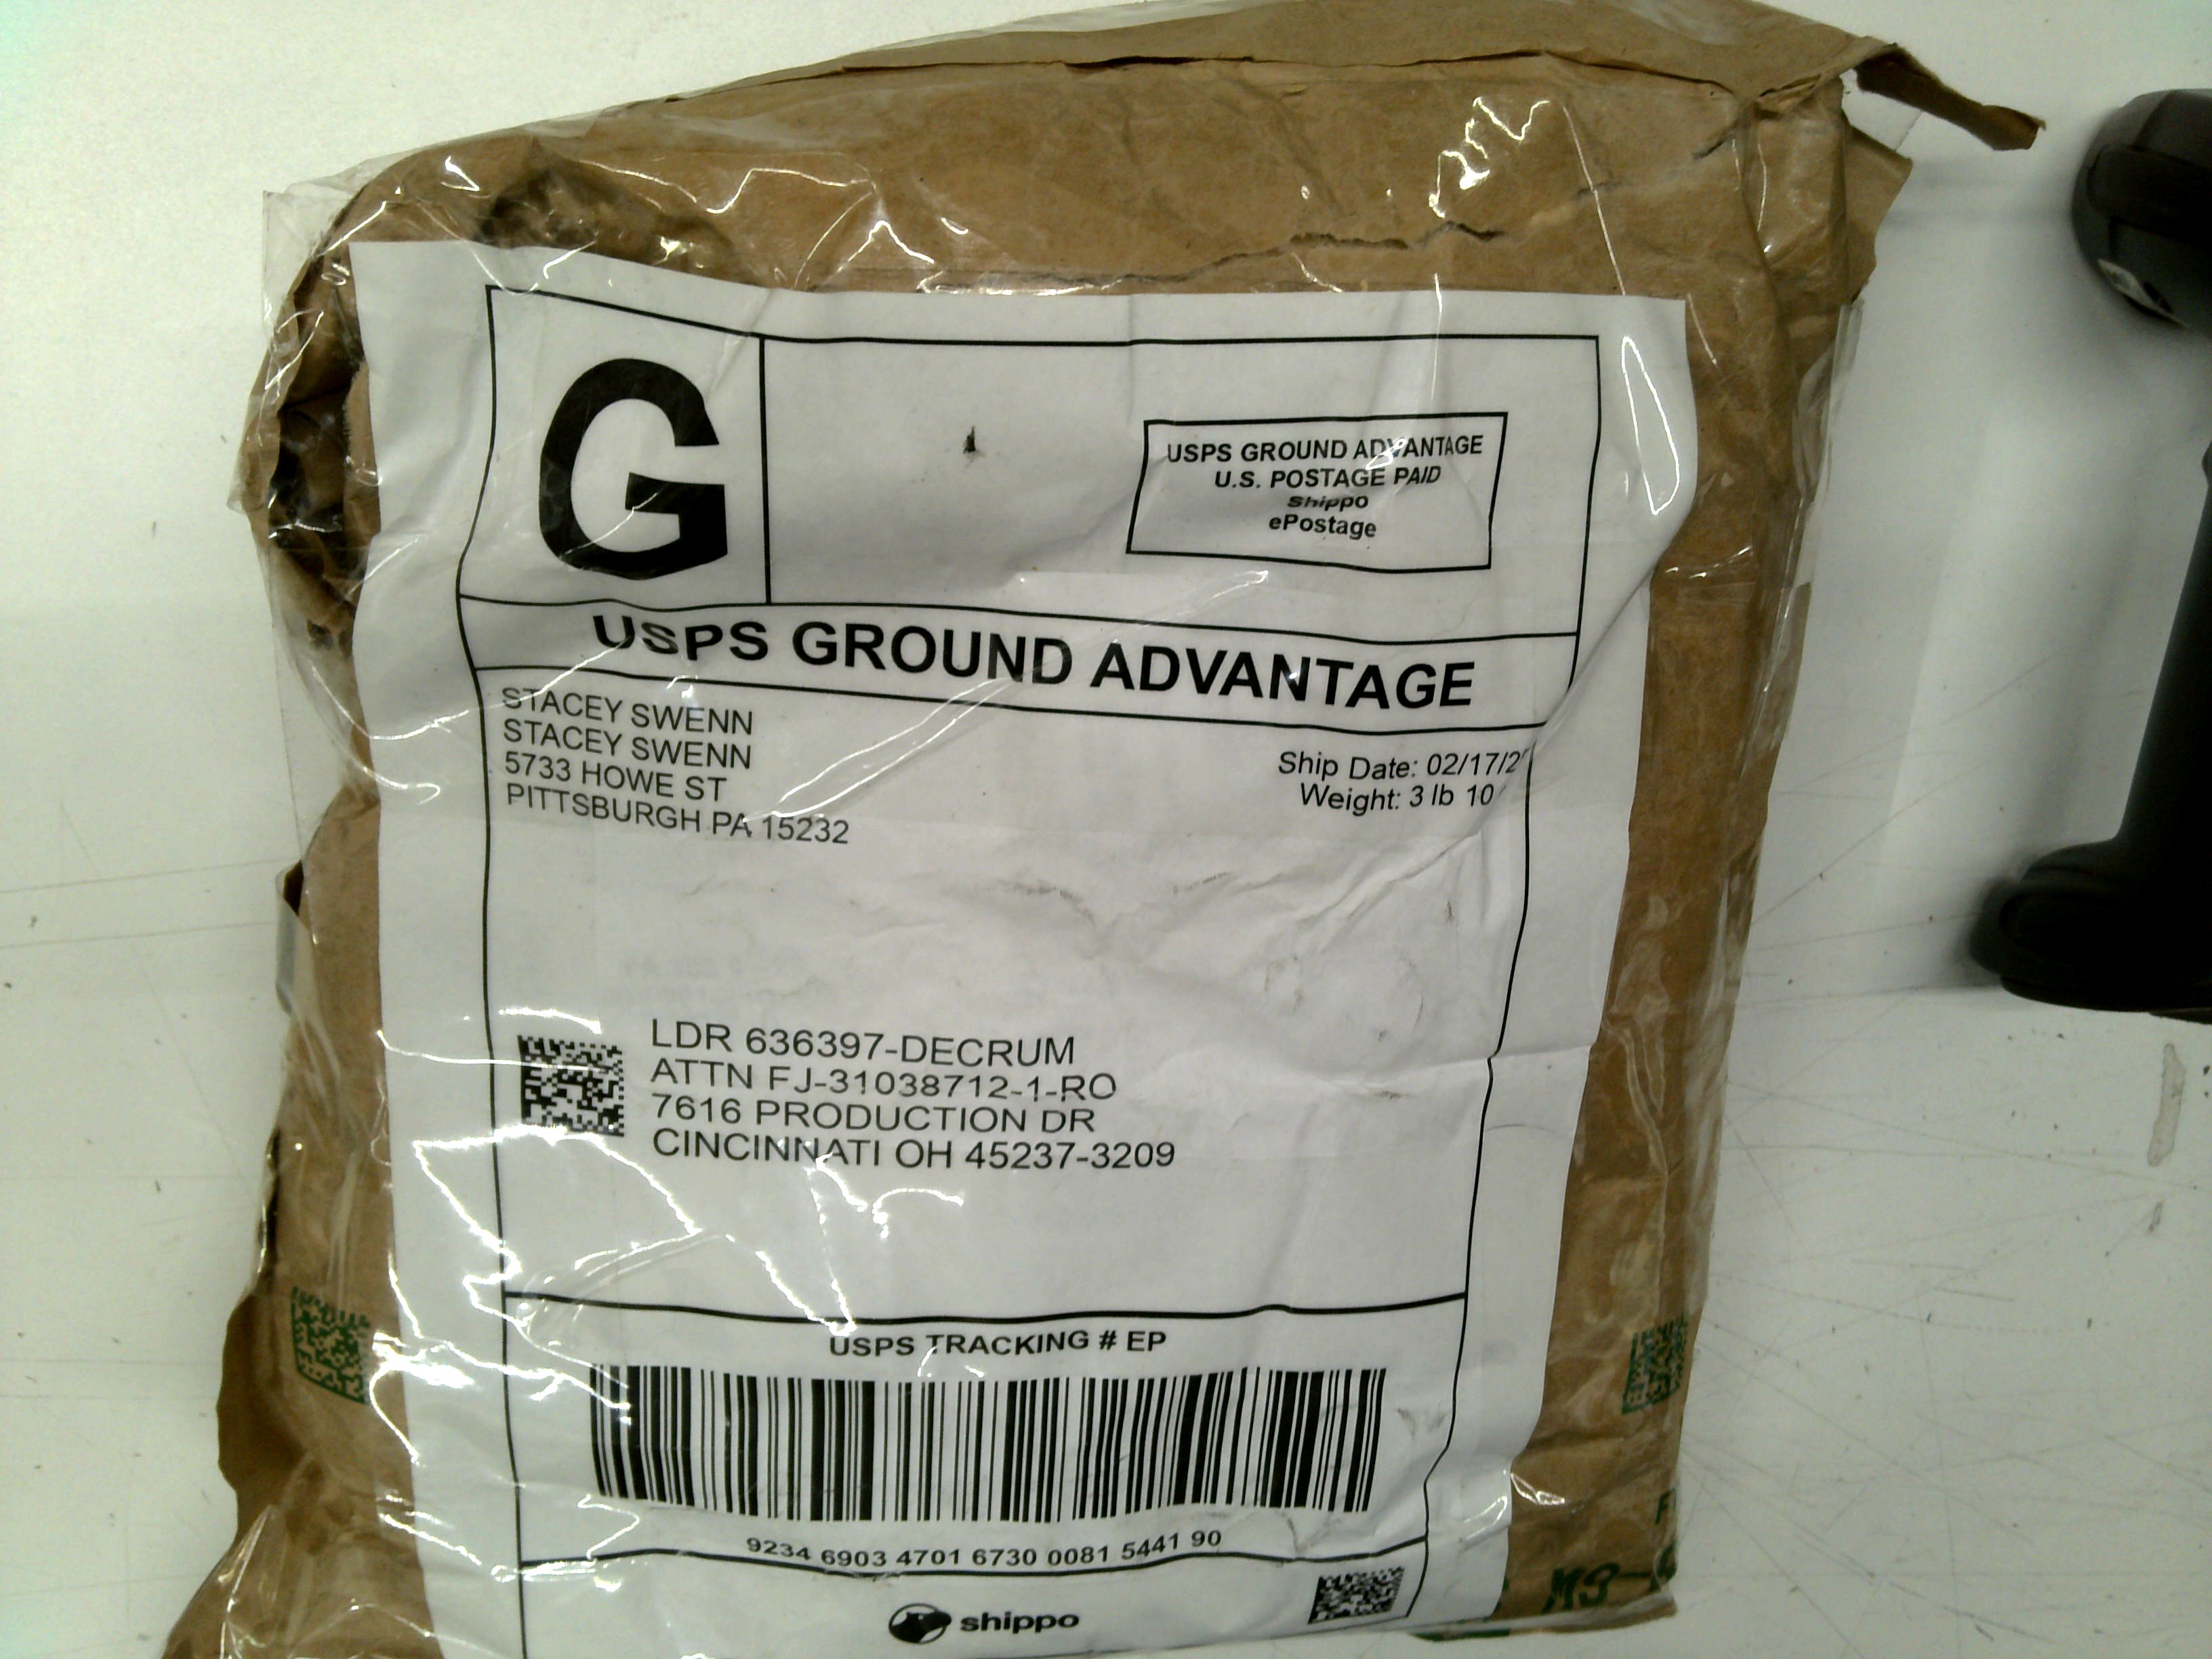 G
USPS GROUND ADVANTAGE
U.S. POSTAGE PAID
Shippo
ePostage
USPS GROUND ADVANTAGE
STACEY SWENN
STACEY SWENN
5733 HOWE ST
PITTSBURGH PA 15232
Ship Date: 02/17/2
Weight: 3 lb 10
LDR 636397-DECRUM
ATTN FJ-31038712-1-RO
7616 PRODUCTION DR
CINCINNATI OH 45237-3209
USPS TRACKING # EP
9234 6903 4701 6730 0081 5441 90
shippo